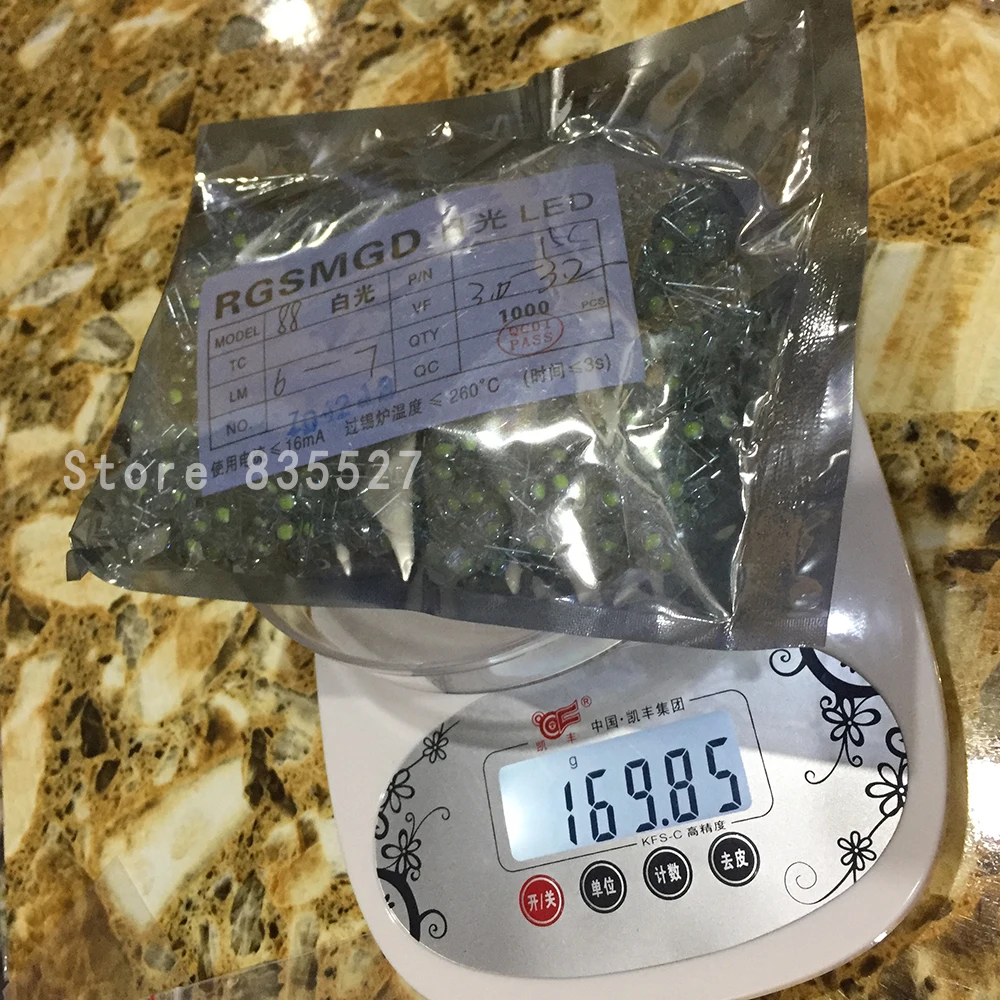 RGSMGD 白光 LED
MODEL 88 白光 P/N
TC VF 3.0 3.2
LM 6—7 QTY 1000 PCS
NO. QC QC01 PASS
使用电 ≤16mA 过锡炉温度≤260°C (时间≤3s)
Store 835527
® 中国·凯丰集团
凯丰
g
169.85
KFS-C 高精度
开/关 单位 计数 去皮